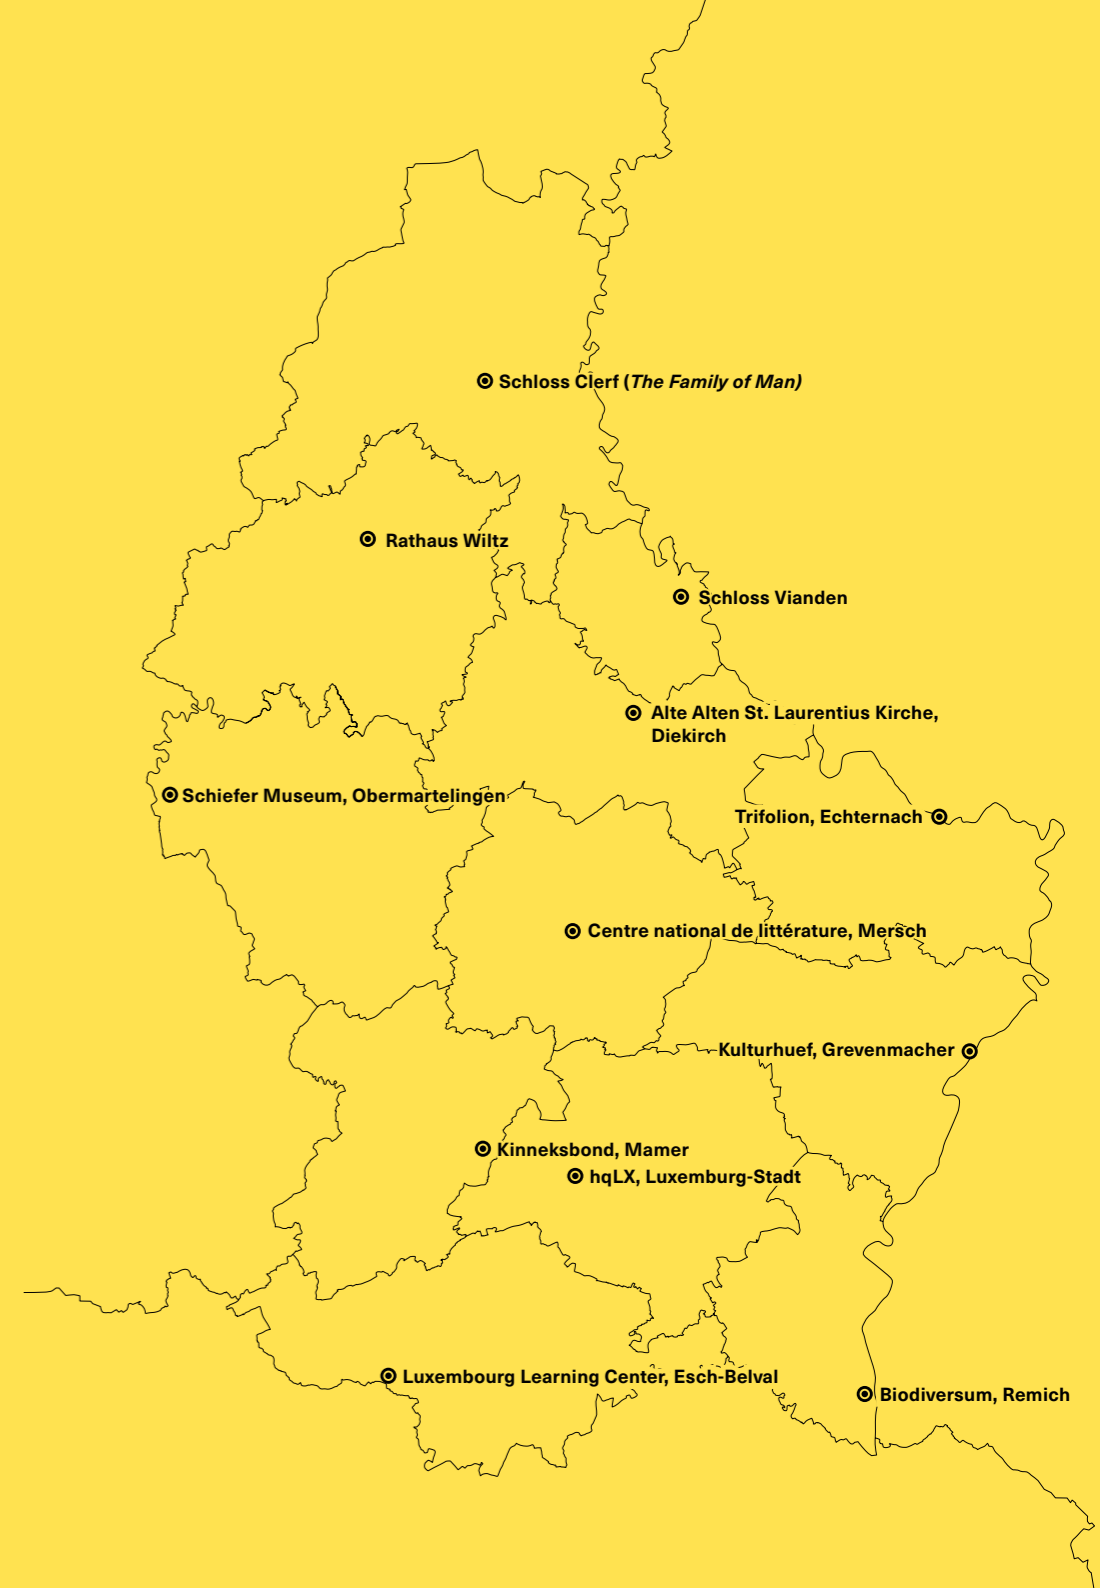 Schloss Clerf (The Family of Man)
Rathaus Wiltz
Schloss Vianden
Alte Alten St. Laurentius Kirche,
Diekirch
Schiefer Museum, Obermartelingen
Trifolion, Echternach
Centre national de littérature, Mersch
Kulturhuef, Grevenmacher
Kinneksbond, Mamer
hqLX, Luxemburg-Stadt
Luxembourg Learning Center, Esch-Belval
Biodiversum, Remich